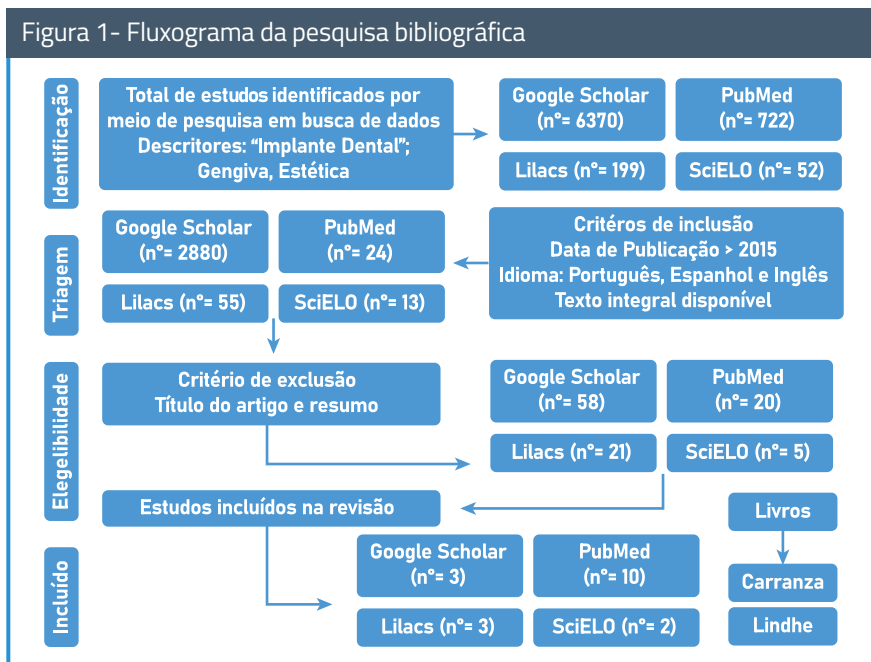 Figura 1- Fluxograma da pesquisa bibliográfica
Identificação
Total de estudos identificados por
meio de pesquisa em busca de dados
Descritores: “Implante Dental”;
Gengiva, Estética
Google Scholar
(n°= 6370)
PubMed
(n°= 722)
Lilacs (n°= 199)
SciELO (n°= 52)
Triagem
Google Scholar
(n°= 2880)
PubMed
(n°= 24)
Lilacs (n°= 55)
SciELO (n°= 13)
Critéros de inclusão
Data de Publicação > 2015
Idioma: Português, Espanhol e Inglês
Texto integral disponível
Elegelibilidade
Critério de exclusão
Título do artigo e resumo
Google Scholar
(n°= 58)
PubMed
(n°= 20)
Lilacs (n°= 21)
SciELO (n°= 5)
Estudos incluídos na revisão
Incluído
Google Scholar
(n°= 3)
PubMed
(n°= 10)
Lilacs (n°= 3)
SciELO (n°= 2)
Livros
Carranza
Lindhe